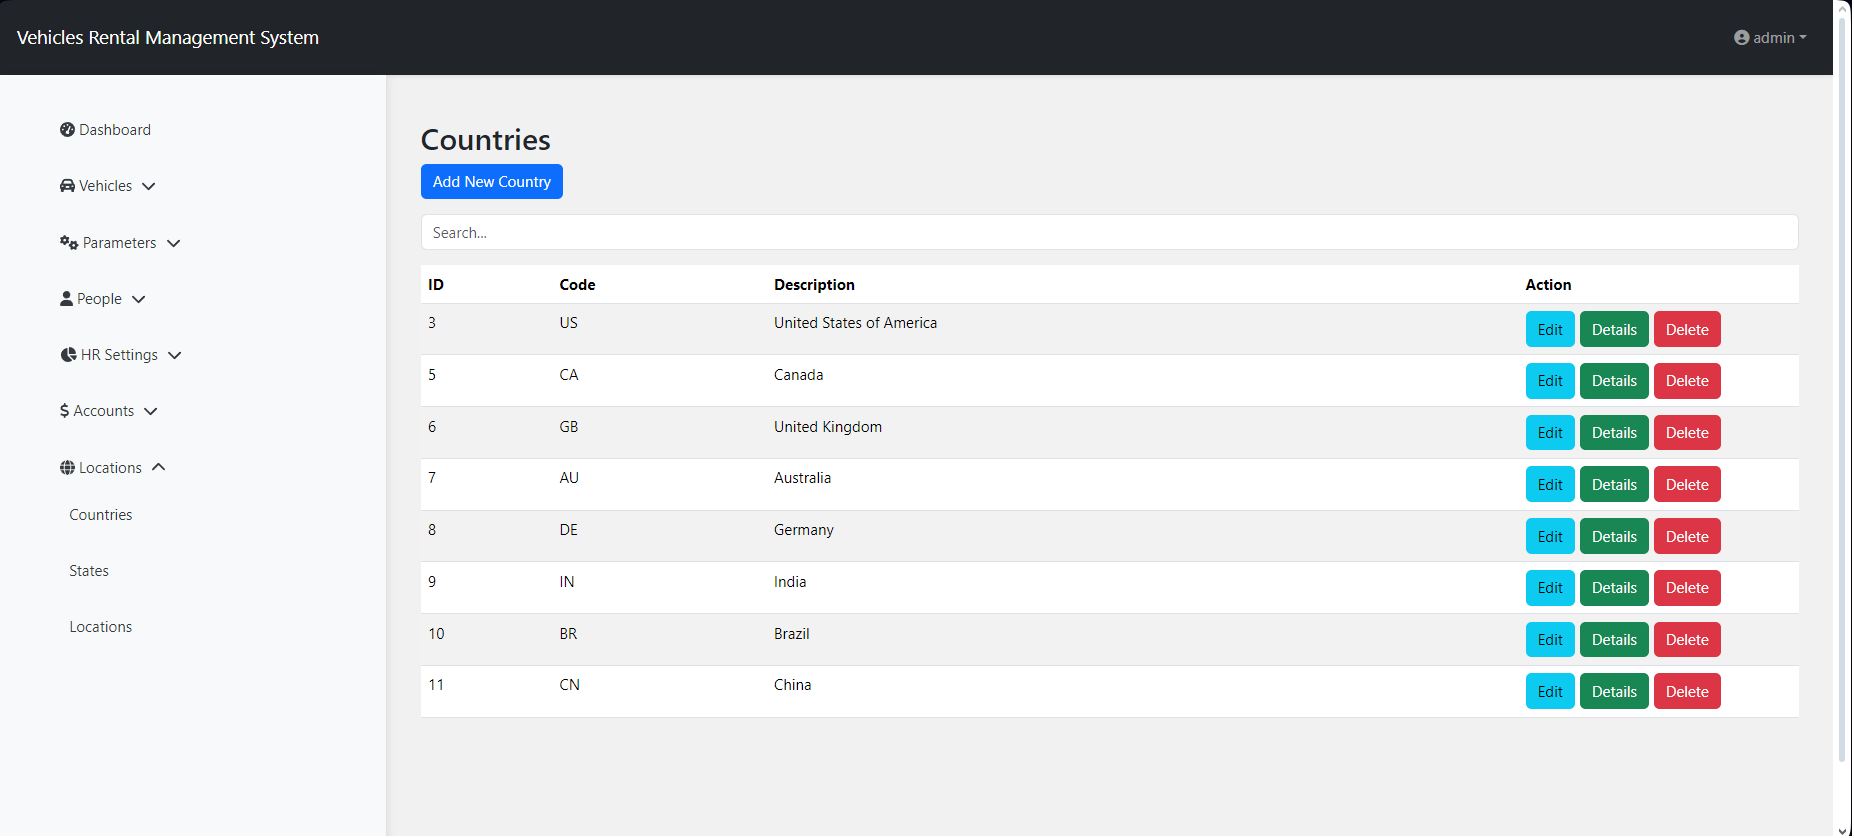 Vehicles Rental Management System
admin
Dashboard
Vehicles
Parameters
People
HR Settings
$ Accounts
Locations
Countries
States
Locations
Countries
Add New Country
Search...
ID Code Description Action
3 US United States of America Edit Details Delete
5 CA Canada Edit Details Delete
6 GB United Kingdom Edit Details Delete
7 AU Australia Edit Details Delete
8 DE Germany Edit Details Delete
9 IN India Edit Details Delete
10 BR Brazil Edit Details Delete
11 CN China Edit Details Delete